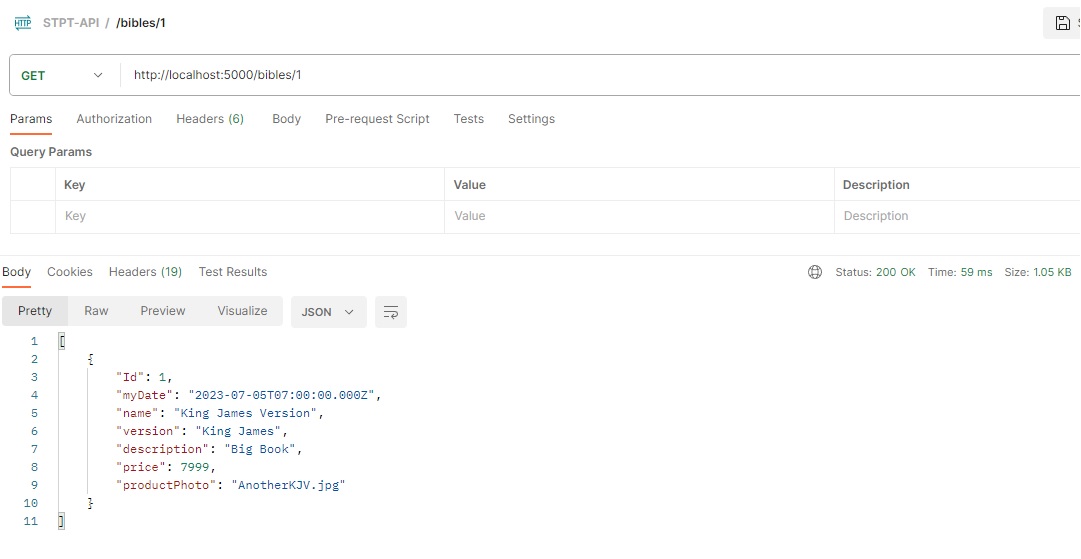 HTTP STPT-API / /bibles/1
GET http://localhost:5000/bibles/1
Params Authorization Headers (6) Body Pre-request Script Tests Settings
Query Params
Key Value Description
Key Value Description
Body Cookies Headers (19) Test Results Status: 200 OK Time: 59 ms Size: 1.05 KB
Pretty Raw Preview Visualize JSON
1 [
2 {
3 "Id": 1,
4 "myDate": "2023-07-05T07:00:00.000Z",
5 "name": "King James Version",
6 "version": "King James",
7 "description": "Big Book",
8 "price": 7999,
9 "productPhoto": "AnotherKJV.jpg"
10 }
11 ]